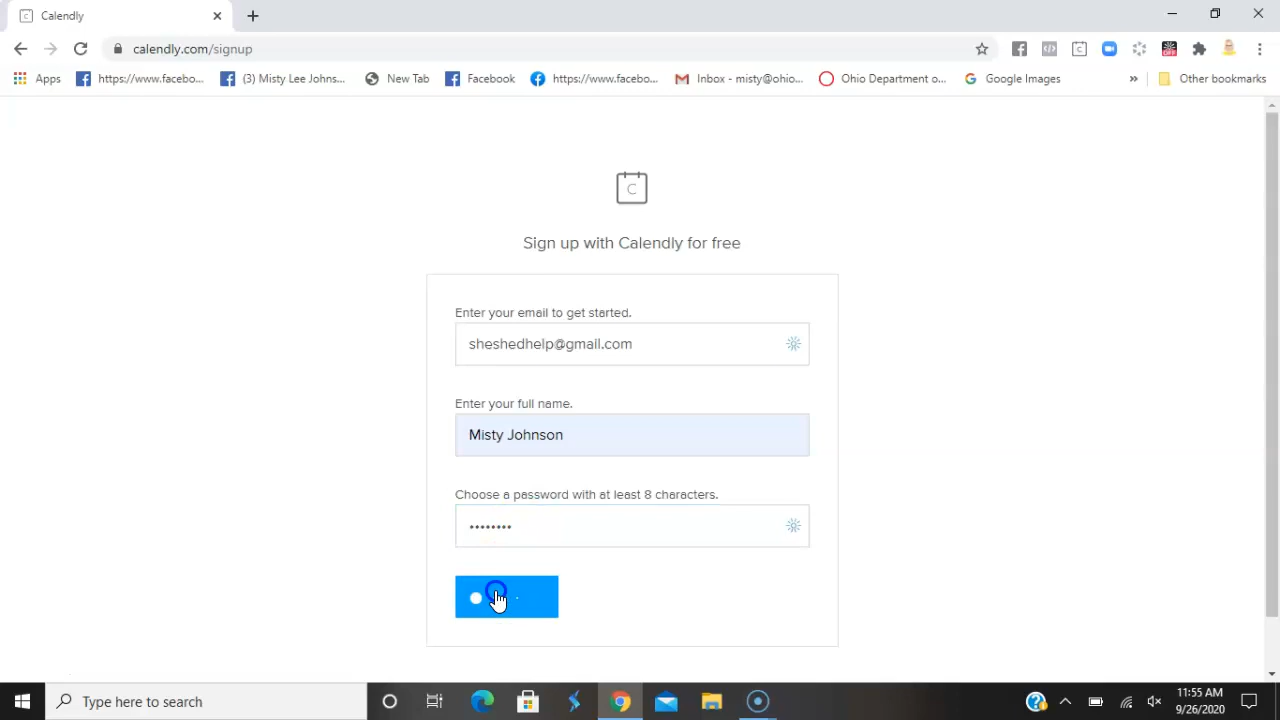 Calendly
calendly.com/signup
Apps
https://www.facebo...
(3) Misty Lee Johns...
New Tab
Facebook
https://www.facebo...
Inbox - misty@ohio...
Ohio Department o...
Google Images
»
Other bookmarks
C
Sign up with Calendly for free
Enter your email to get started.
sheshedhelp@gmail.com
Enter your full name.
Misty Johnson
Choose a password with at least 8 characters.
••••••••
Type here to search
11:55 AM
9/26/2020